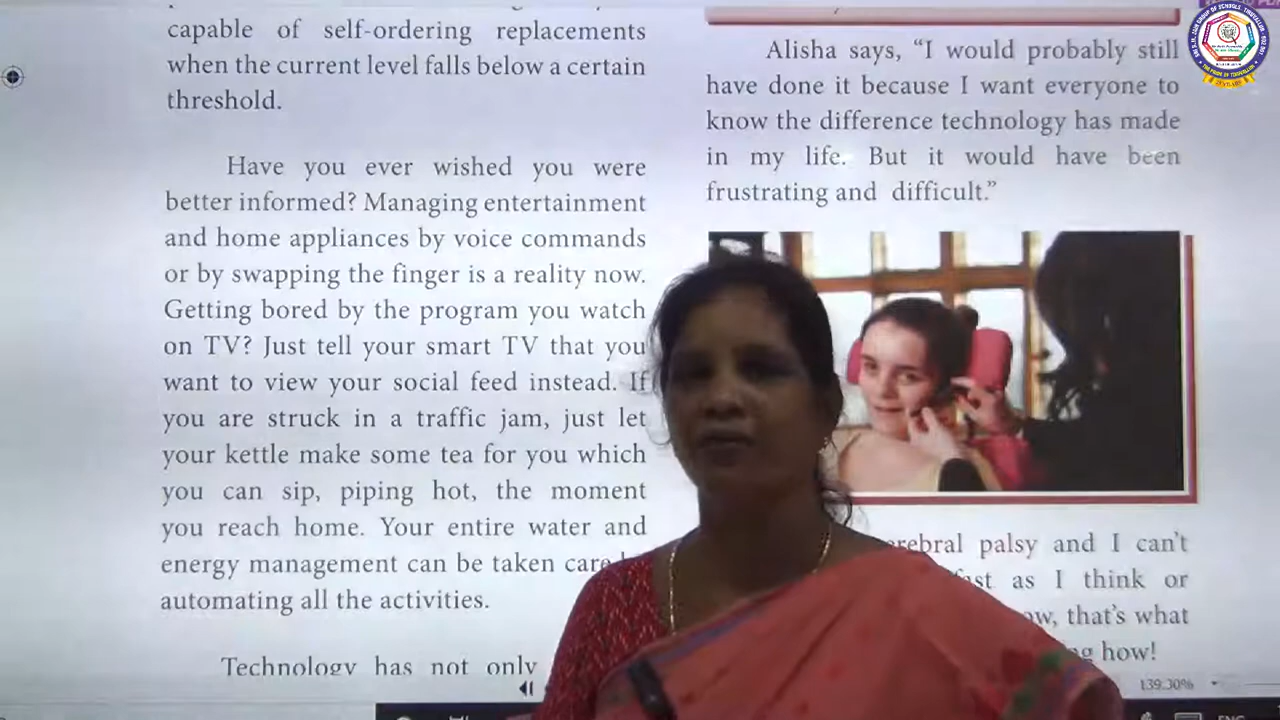 capable of self-ordering replacements
when the current level falls below a certain
threshold.
Have you ever wished you were
better informed? Managing entertainment
and home appliances by voice commands
or by swapping the finger is a reality now.
Getting bored by the program you watch
on TV? Just tell your smart TV that you
want to view your social feed instead. If
you are struck in a traffic jam, just let
your kettle make some tea for you which
you can sip, piping hot, the moment
you reach home. Your entire water and
energy management can be taken care
automating all the activities.
Technology has not only
Alisha says, “I would probably still
have done it because I want everyone to
know the difference technology has made
in my life. But it would have been
frustrating and difficult.”
palsy and I can't
as I think or
that's what
how!
139.30%
ENG